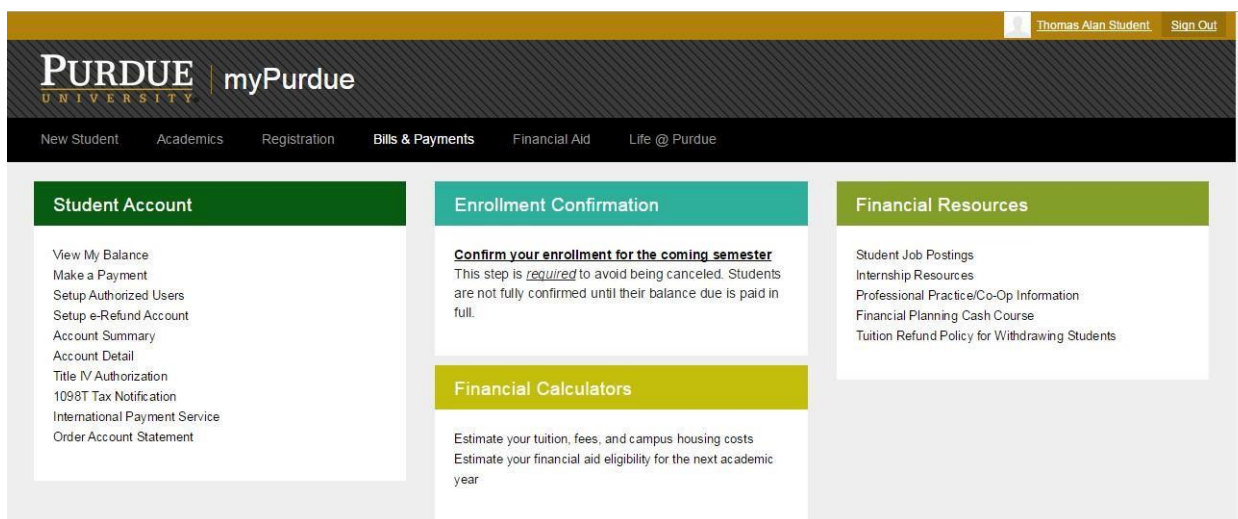 Thomas Alan Student Sign Out
PURDUE
UNIVERSITY
myPurdue
New Student Academics Registration Bills & Payments Financial Aid Life @ Purdue
Student Account
View My Balance
Make a Payment
Setup Authorized Users
Setup e-Refund Account
Account Summary
Account Detail
Title IV Authorization
1098T Tax Notification
International Payment Service
Order Account Statement
Enrollment Confirmation
Confirm your enrollment for the coming semester
This step is required to avoid being canceled. Students
are not fully confirmed until their balance due is paid in
full.
Financial Calculators
Estimate your tuition, fees, and campus housing costs
Estimate your financial aid eligibility for the next academic
year
Financial Resources
Student Job Postings
Internship Resources
Professional Practice/Co-Op Information
Financial Planning Cash Course
Tuition Refund Policy for Withdrawing Students